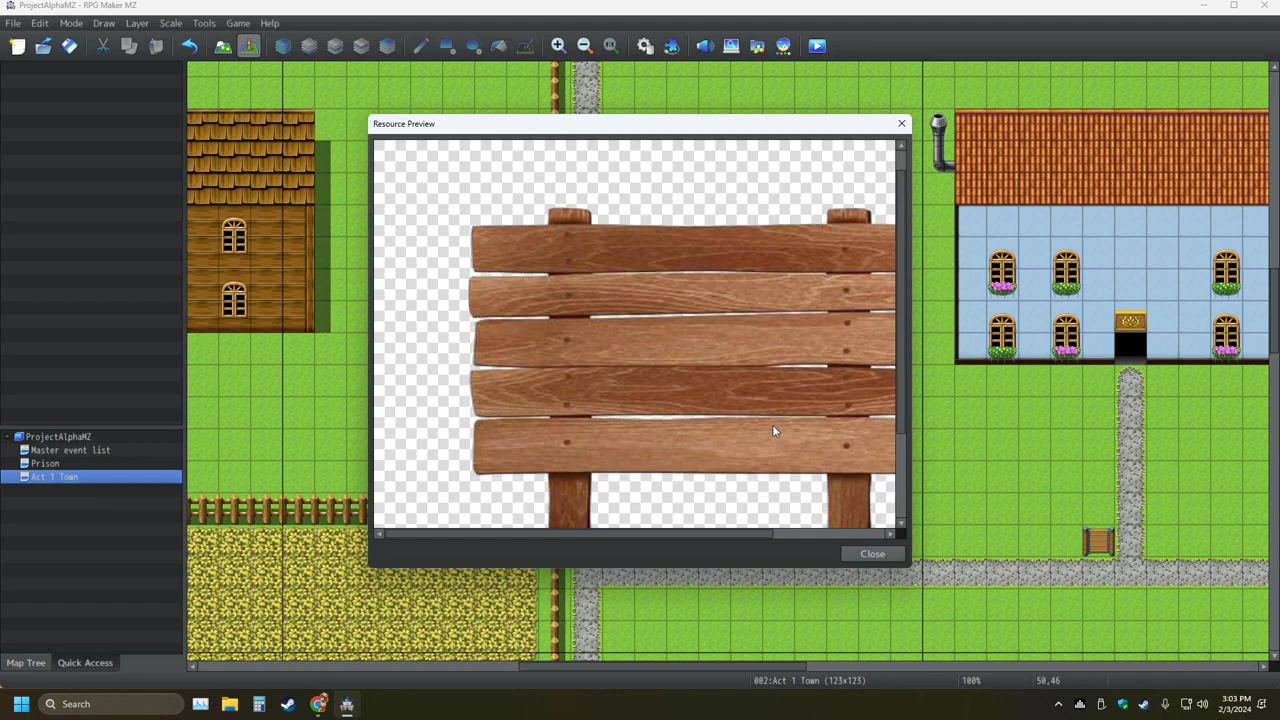 ProjectAlphaMZ - RPG Maker MZ
File Edit Mode Draw Layer Scale Tools Game Help
Resource Preview
ProjectAlphaMZ
Master event list
Prison
Act 1 Town
Close
Map Tree Quick Access
002:Act 1 Town (123x123) 100% 50,46
Search
3:03 PM
2/3/2024